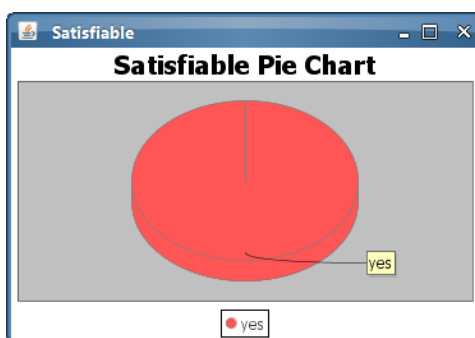 Satisfiable
Satisfiable Pie Chart
yes
yes